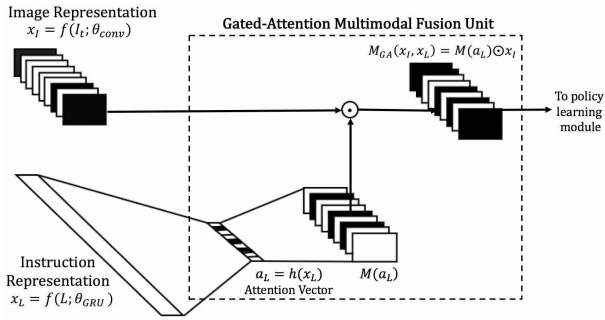 Image Representation
x_I = f(I_t; θ_conv)
Gated-Attention Multimodal Fusion Unit
M_GA(x_I, x_L) = M(a_L)⊙x_I
To policy
learning
module
Instruction
Representation
x_L = f(L; θ_GRU)
a_L = h(x_L)
Attention Vector
M(a_L)